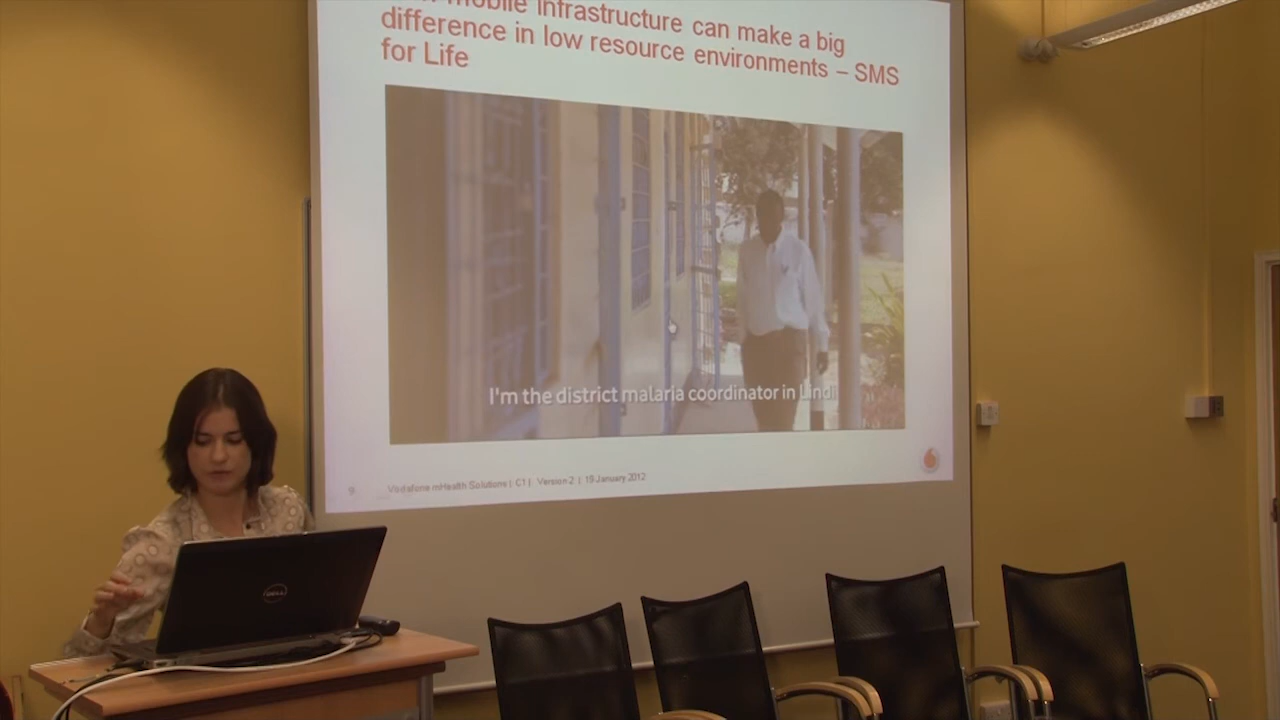 mobile infrastructure can make a big
difference in low resource environments – SMS
for Life
I'm the district malaria coordinator in Lindi
9 Vodafone mHealth Solutions | C1 | Version 2 | 19 January 2012
DELL